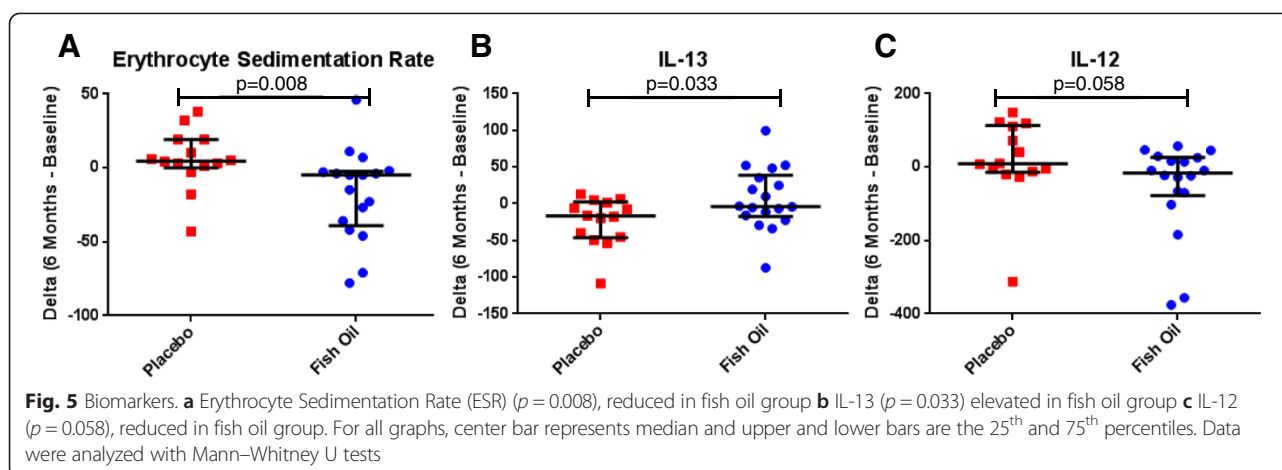 A
Erythrocyte Sedimentation Rate
p=0.008
Delta (6 Months - Baseline)
50
0
-50
-100
Placebo
Fish Oil
B
IL-13
p=0.033
Delta (6 Months - Baseline)
150
100
50
0
-50
-100
-150
Placebo
Fish Oil
C
IL-12
p=0.058
Delta (6 Months - Baseline)
200
0
-200
-400
Placebo
Fish Oil
Fig. 5 Biomarkers. a Erythrocyte Sedimentation Rate (ESR) (p = 0.008), reduced in fish oil group b IL-13 (p = 0.033) elevated in fish oil group c IL-12
(p = 0.058), reduced in fish oil group. For all graphs, center bar represents median and upper and lower bars are the 25th and 75th percentiles. Data
were analyzed with Mann–Whitney U tests